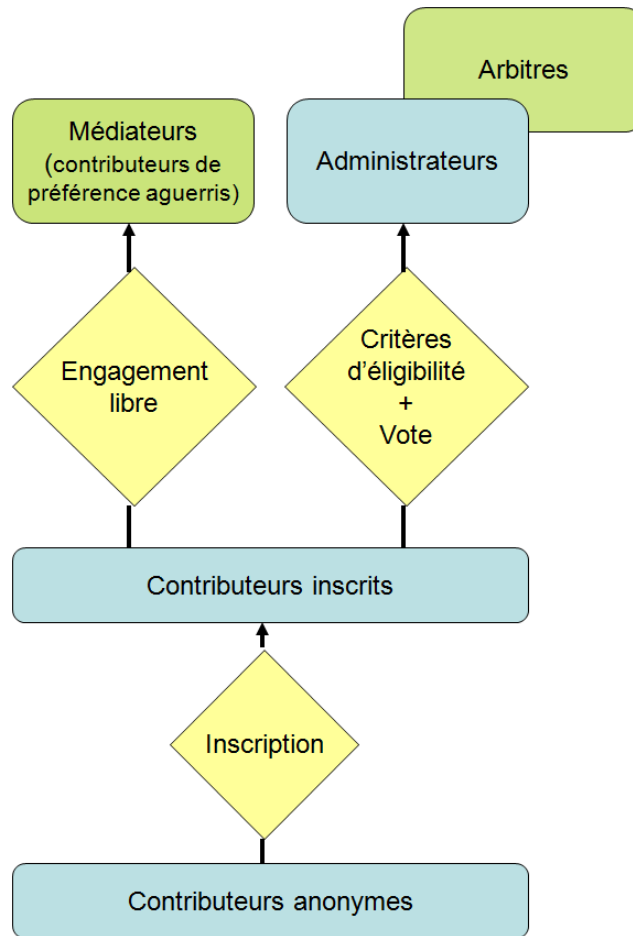 Arbitres
Médiateurs
(contributeurs de
préférence aguerris)
Administrateurs
Engagement
libre
Critères
d’éligibilité
+
Vote
Contributeurs inscrits
Inscription
Contributeurs anonymes